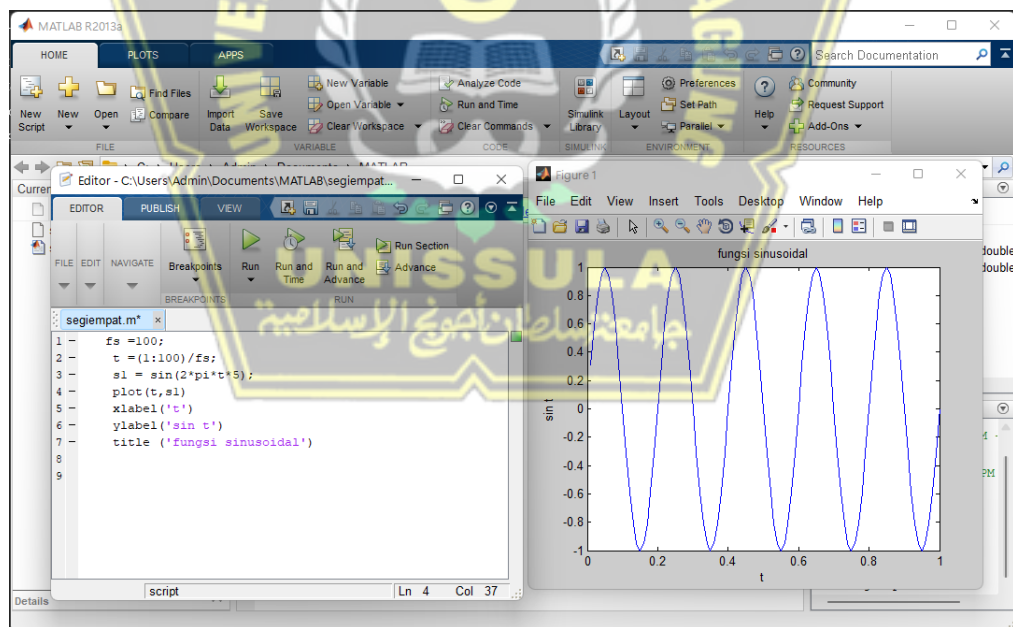 MATLAB R2013a
HOME PLOTS APPS
Search Documentation
New Script
New
Open
Find Files
Compare
Import Data
Save Workspace
New Variable
Open Variable
Clear Workspace
Analyze Code
Run and Time
Clear Commands
Simulink Library
Layout
Preferences
Set Path
Parallel
Help
Community
Request Support
Add-Ons
FILE VARIABLE CODE SIMULINK ENVIRONMENT RESOURCES
Users Admin Documents MATLAB
Editor - C:\Users\Admin\Documents\MATLAB\segiempat...
EDITOR PUBLISH VIEW
FILE EDIT NAVIGATE
Breakpoints
Run
Run and Time
Run and Advance
Run Section
Advance
BREAKPOINTS RUN
segiempat.m*
1 fs =100;
2 t =(1:100)/fs;
3 s1 = sin(2*pi*t*5);
4 plot(t,s1)
5 xlabel('t')
6 ylabel('sin t')
7 title ('fungsi sinusoidal')
8
9
script Ln 4 Col 37
Details
Figure 1
File Edit View Insert Tools Desktop Window Help
fungsi sinusoidal
1
0.8
0.6
0.4
0.2
0
-0.2
-0.4
-0.6
-0.8
-1
0 0.2 0.4 0.6 0.8 1
sin t
t
double
double
PM
UNISSULA
جامعة سلطان أجونج الإسلامية